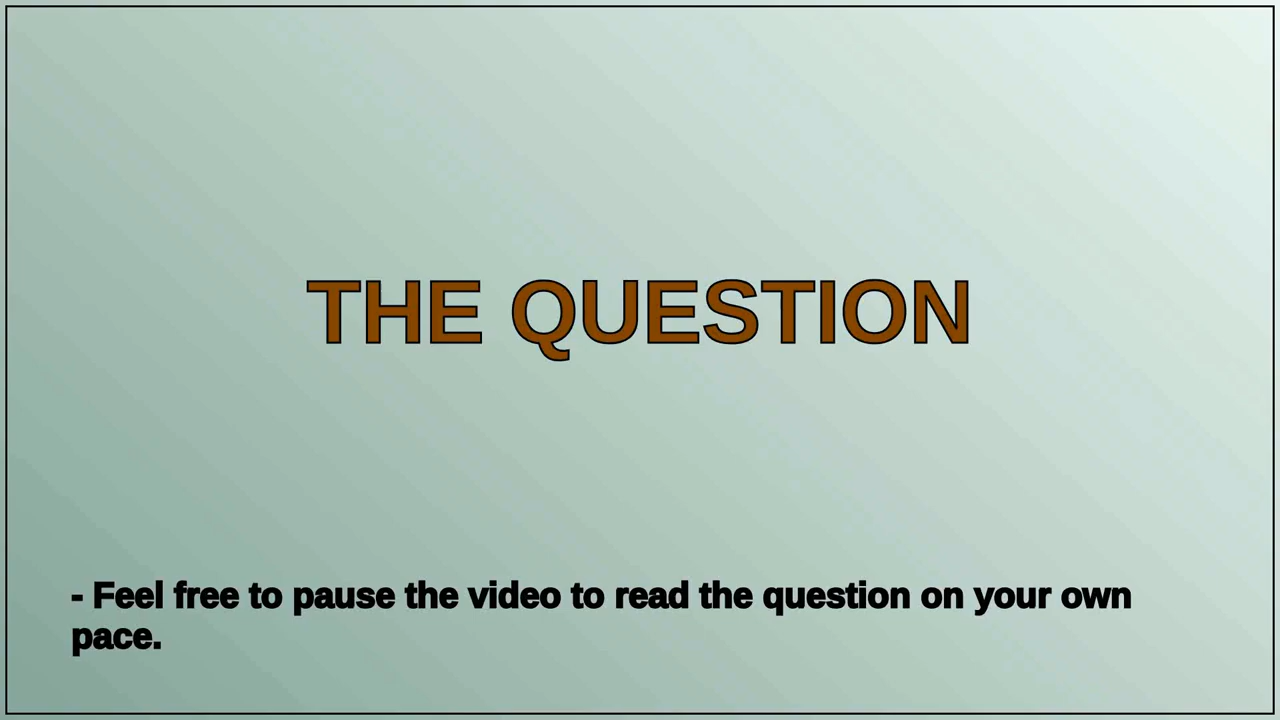 THE QUESTION
- Feel free to pause the video to read the question on your own
pace.